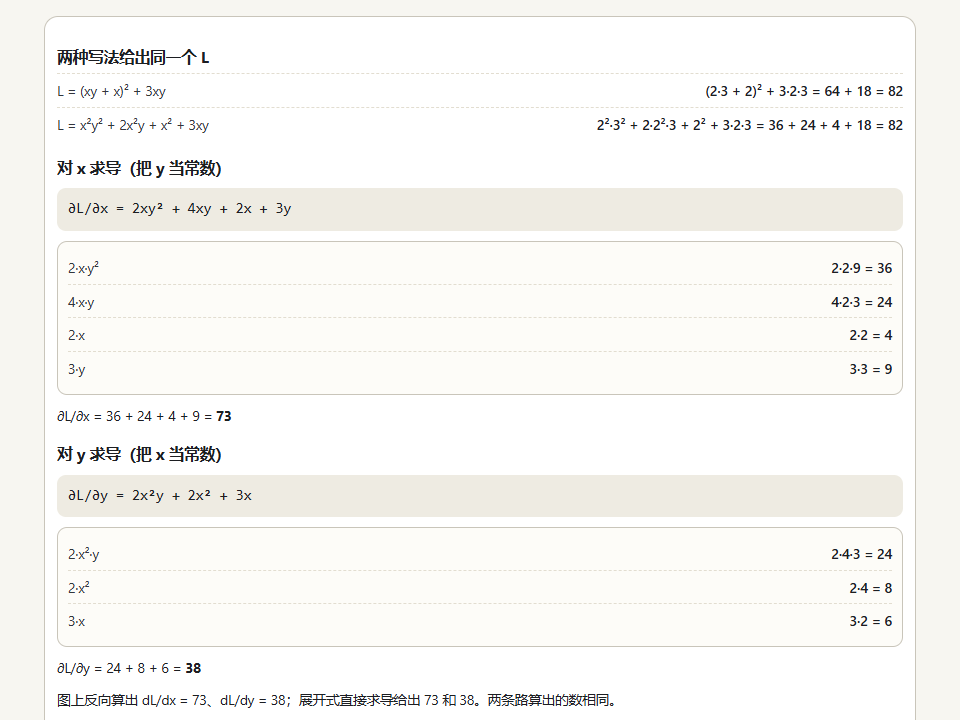 两种写法给出同一个 L
L = (xy + x)² + 3xy (2·3 + 2)² + 3·2·3 = 64 + 18 = 82
L = x²y² + 2x²y + x² + 3xy 2²·3² + 2·2²·3 + 2² + 3·2·3 = 36 + 24 + 4 + 18 = 82
对 x 求导（把 y 当常数）
∂L/∂x = 2xy² + 4xy + 2x + 3y
2·x·y² 2·2·9 = 36
4·x·y 4·2·3 = 24
2·x 2·2 = 4
3·y 3·3 = 9
∂L/∂x = 36 + 24 + 4 + 9 = 73
对 y 求导（把 x 当常数）
∂L/∂y = 2x²y + 2x² + 3x
2·x²·y 2·4·3 = 24
2·x² 2·4 = 8
3·x 3·2 = 6
∂L/∂y = 24 + 8 + 6 = 38
图上反向算出 dL/dx = 73、dL/dy = 38；展开式直接求导给出 73 和 38。两条路算出的数相同。